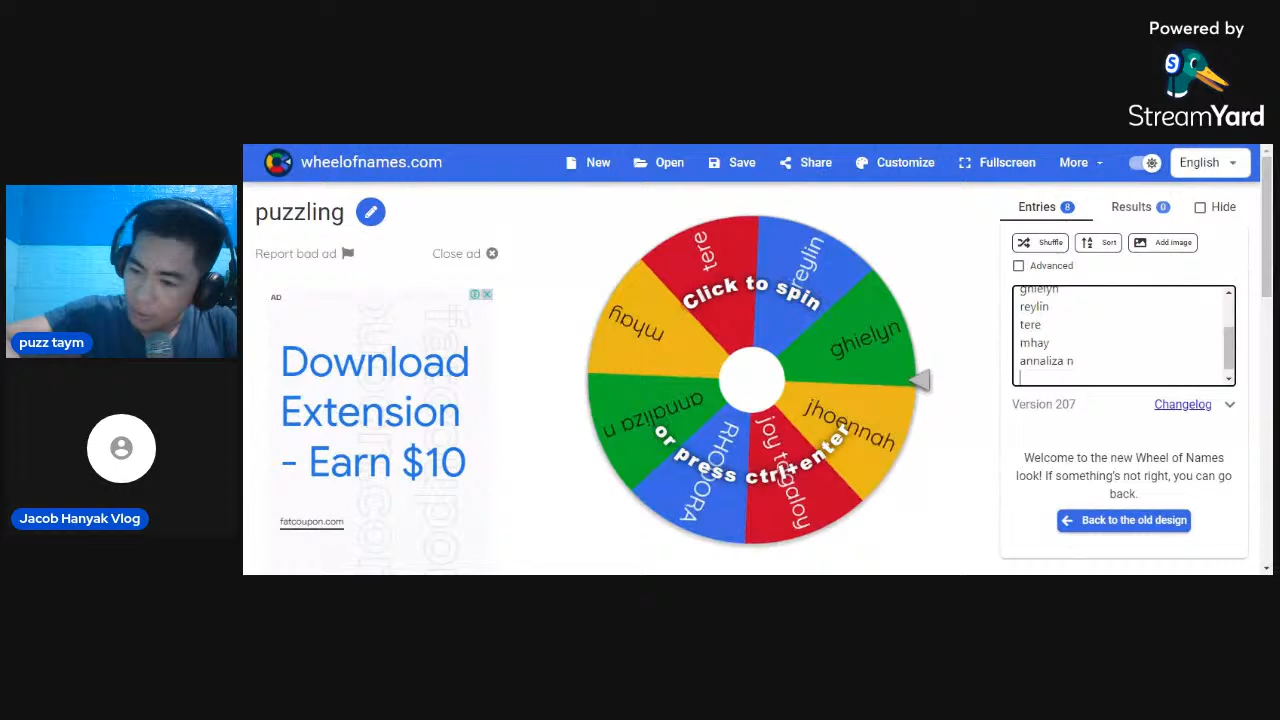 Powered by
StreamYard
wheelofnames.com
New
Open
Save
Share
Customize
Fullscreen
More
English
puzzling
Report bad ad
Close ad
AD
Download
Extension
- Earn $10
fatcoupon.com
tere
reylin
ghielyn
jhoennah
RHODORA
annaliza n
mhay
Click to spin
or press ctrl+enter
Entries 8
Results 0
Hide
Shuffle
Sort
Add image
Advanced
ghielyn
reylin
tere
mhay
annaliza n
Version 207
Changelog
Welcome to the new Wheel of Names
look! If something's not right, you can go
back.
Back to the old design
puzz taym
Jacob Hanyak Vlog